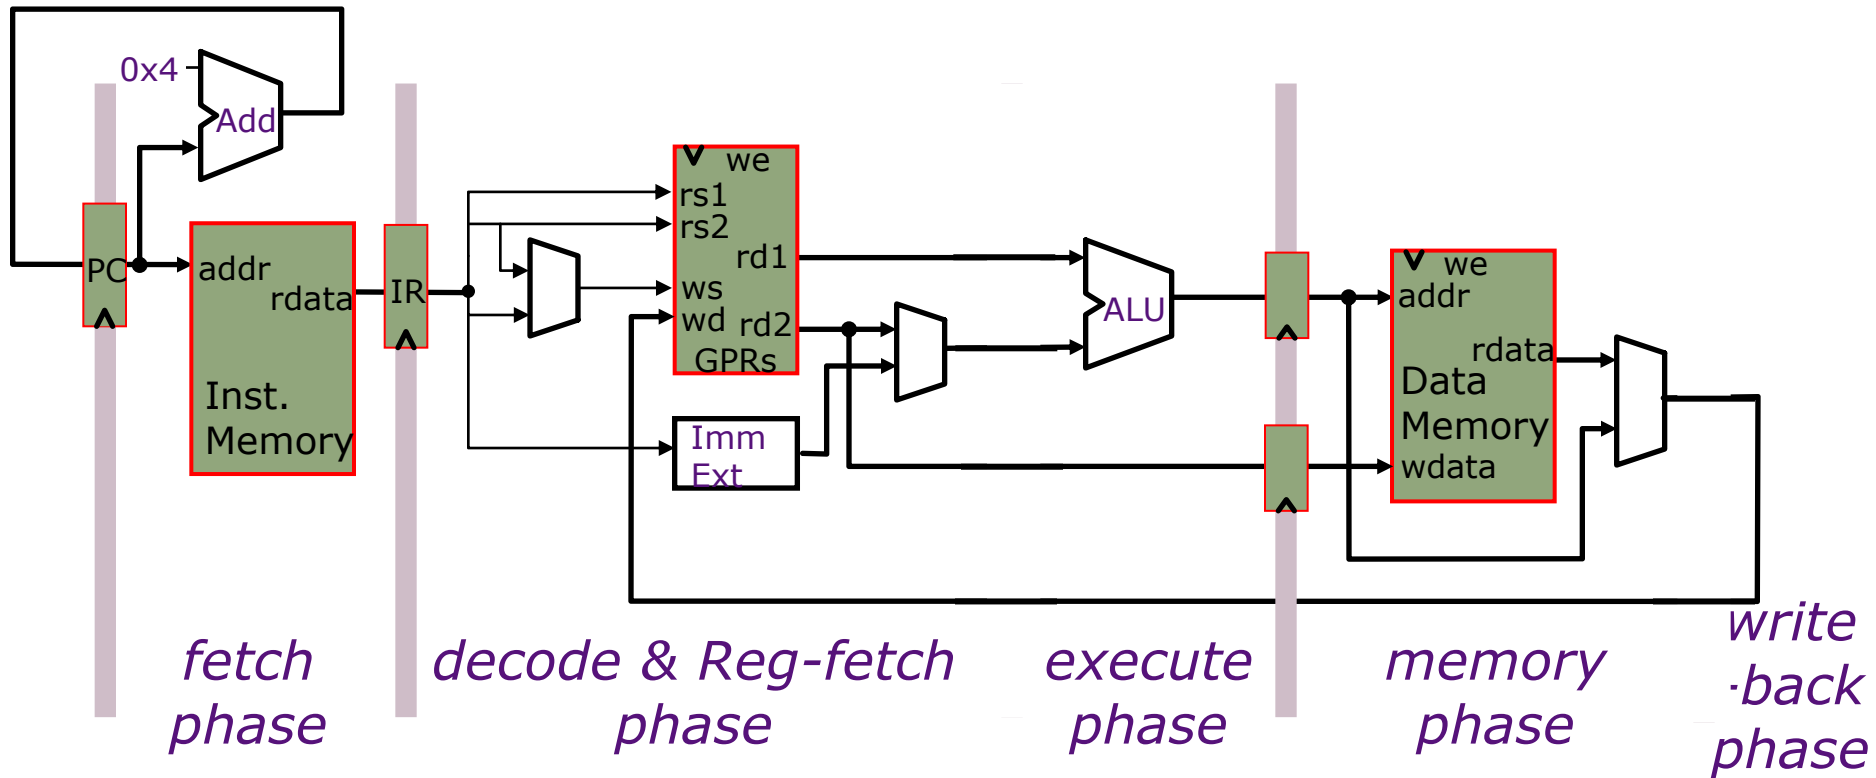 0x4
Add
PC
addr
rdata
Inst.
Memory
IR
we
rs1
rs2
rd1
ws
wd
rd2
GPRs
Imm
Ext
ALU
we
addr
rdata
Data
Memory
wdata
fetch
phase
decode & Reg-fetch
phase
execute
phase
memory
phase
write
-back
phase